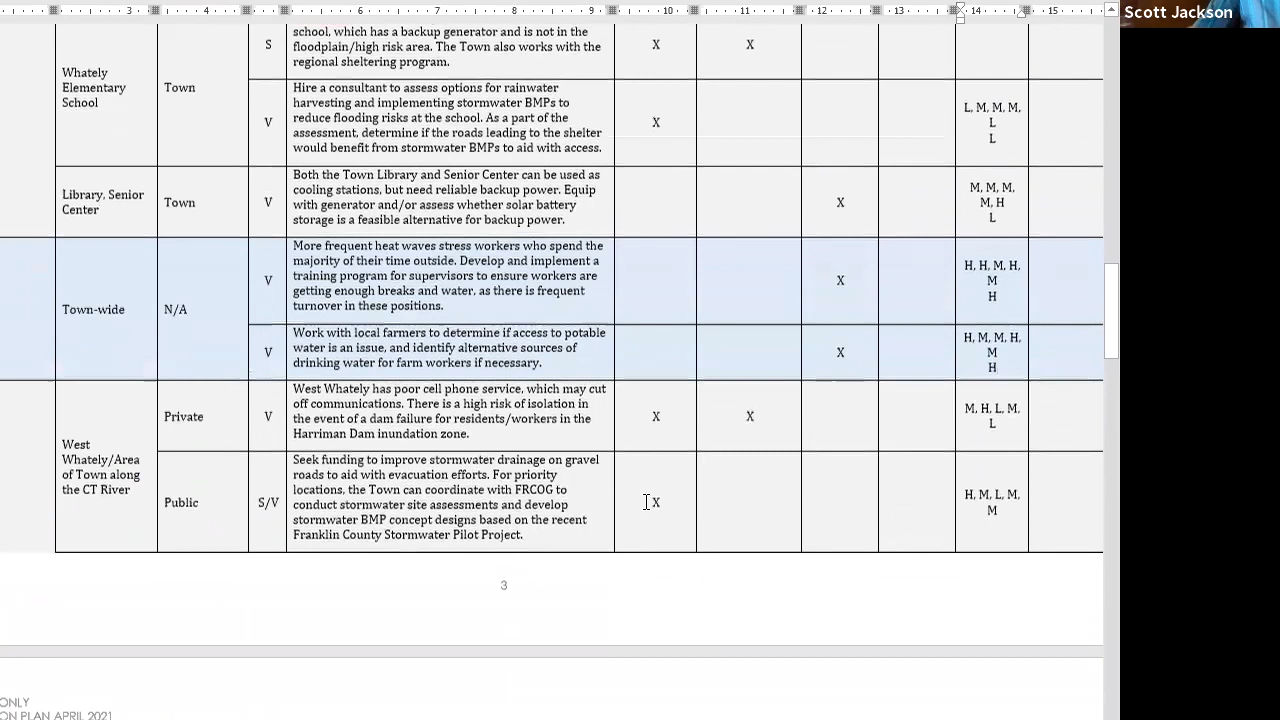 3 4 6 7 8 9 10 11 12 13 14 15
Scott Jackson
Whately
Elementary
School
Town
S
school, which has a backup generator and is not in the
floodplain/high risk area. The Town also works with the
regional sheltering program.
X
X
V
Hire a consultant to assess options for rainwater
harvesting and implementing stormwater BMPs to
reduce flooding risks at the school. As a part of the
assessment, determine if the roads leading to the shelter
would benefit from stormwater BMPs to aid with access.
X
L, M, M, M,
L
L
Library, Senior
Center
Town
V
Both the Town Library and Senior Center can be used as
cooling stations, but need reliable backup power. Equip
with generator and/or assess whether solar battery
storage is a feasible alternative for backup power.
X
M, M, M,
M, H
L
Town-wide
N/A
V
More frequent heat waves stress workers who spend the
majority of their time outside. Develop and implement a
training program for supervisors to ensure workers are
getting enough breaks and water, as there is frequent
turnover in these positions.
X
H, H, M, H,
M
H
V
Work with local farmers to determine if access to potable
water is an issue, and identify alternative sources of
drinking water for farm workers if necessary.
X
H, M, M, H,
M
H
West
Whately/Area
of Town along
the CT River
Private
V
West Whately has poor cell phone service, which may cut
off communications. There is a high risk of isolation in
the event of a dam failure for residents/workers in the
Harriman Dam inundation zone.
X
X
M, H, L, M,
L
Public
S/V
Seek funding to improve stormwater drainage on gravel
roads to aid with evacuation efforts. For priority
locations, the Town can coordinate with FRCOG to
conduct stormwater site assessments and develop
stormwater BMP concept designs based on the recent
Franklin County Stormwater Pilot Project.
X
H, M, L, M,
M
3
ONLY
ON PLAN APRIL 2021